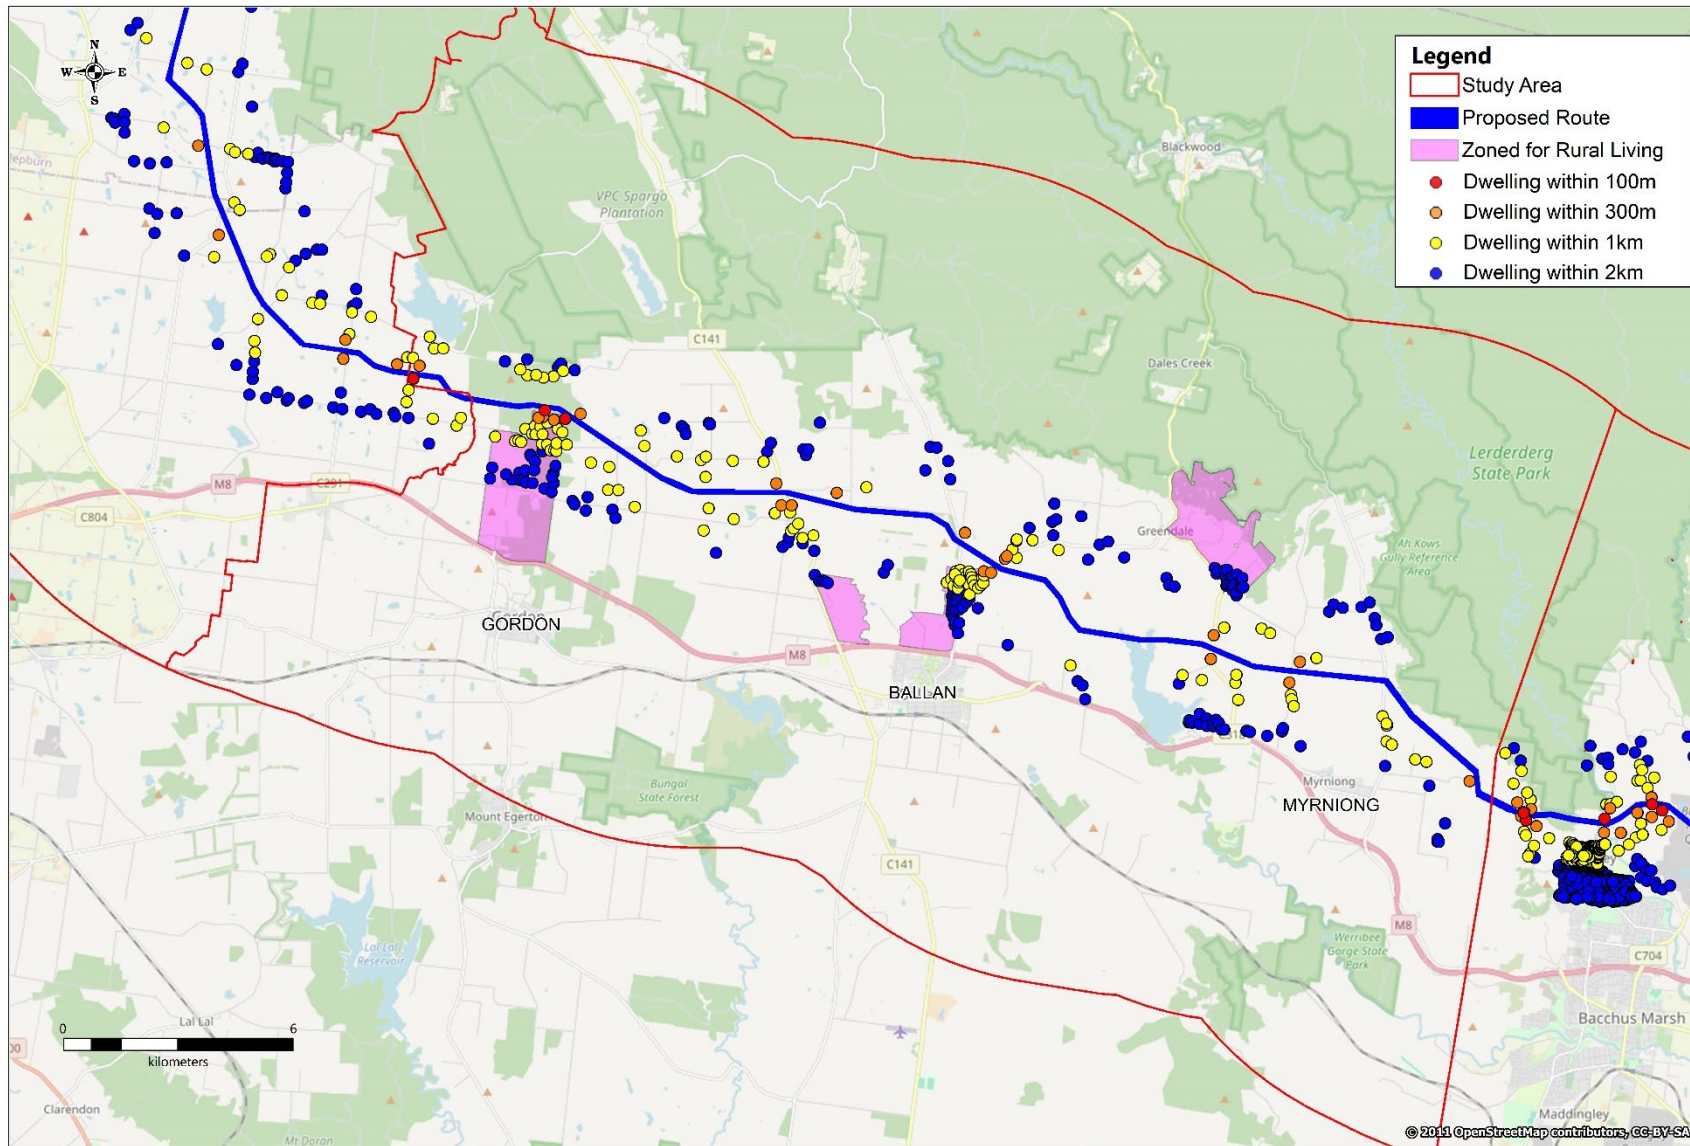 N
W E
S
Legend
Study Area
Proposed Route
Zoned for Rural Living
Dwelling within 100m
Dwelling within 300m
Dwelling within 1km
Dwelling within 2km
Blackwood
VPC Spargo
Plantation
C141
Dales Creek
Lerderderg
State Park
M8
C291
C804
Greendale
Ah Kows
Gully Reference
Area
Gordon
GORDON
M8
BALLAN
Bungal
State Forest
Myrniong
MYRNIONG
Mount Egerton
C141
M8
Werribee
Gorge State
Park
C704
Lal Lal
Reservoir
Lal Lal
0 6
kilometers
Bacchus Marsh
Clarendon
Mt Doran
Maddingley
© 2011 OpenStreetMap contributors, CC-BY-SA